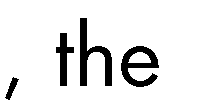 , the